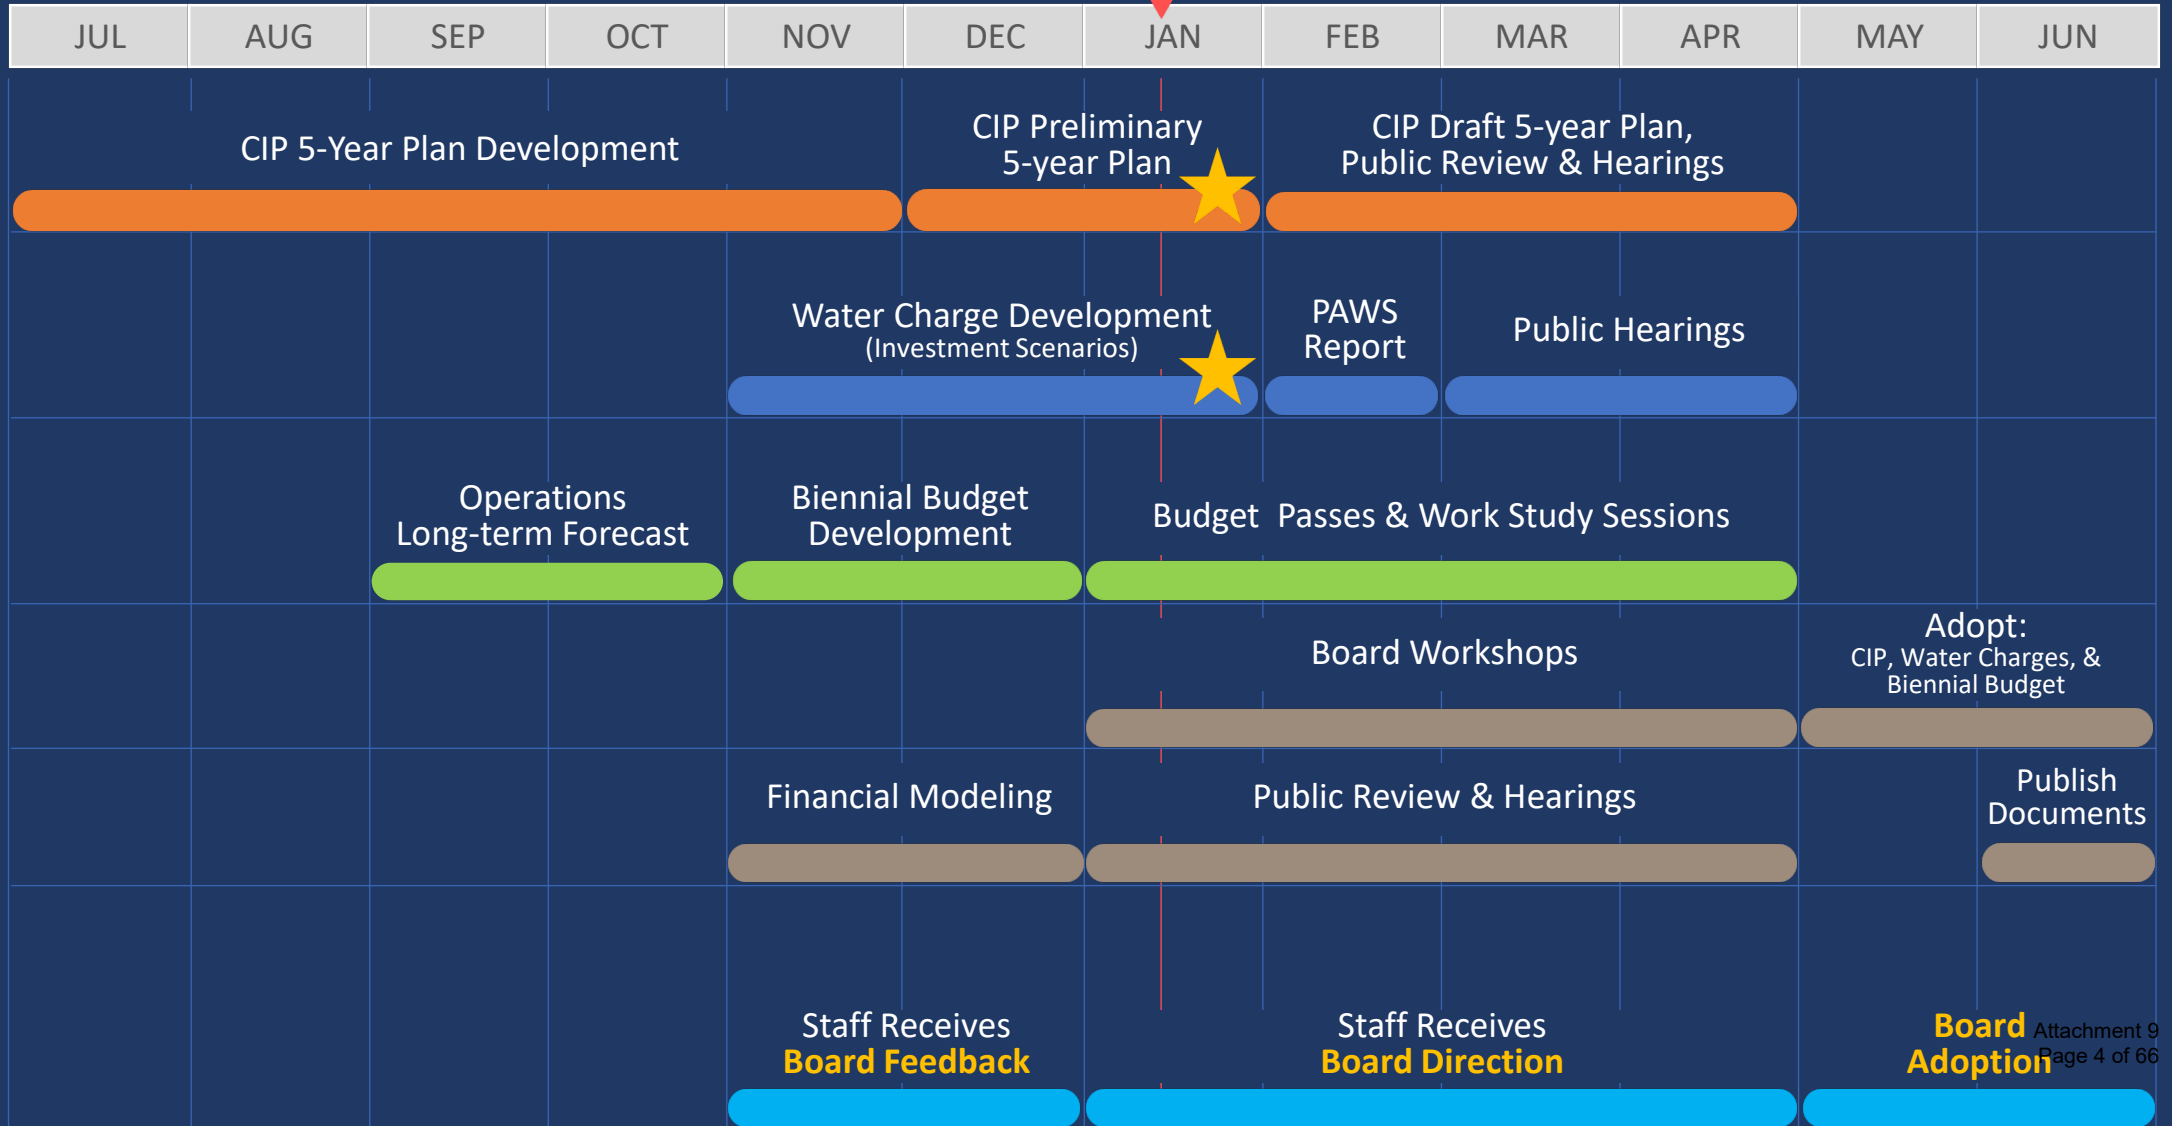 JUL AUG SEP OCT NOV DEC JAN FEB MAR APR MAY JUN
CIP 5-Year Plan Development
CIP Preliminary
5-year Plan
CIP Draft 5-year Plan,
Public Review & Hearings
Water Charge Development
(Investment Scenarios)
PAWS
Report
Public Hearings
Operations
Long-term Forecast
Biennial Budget
Development
Budget  Passes & Work Study Sessions
Board Workshops
Adopt:
CIP, Water Charges, &
Biennial Budget
Financial Modeling
Public Review & Hearings
Publish
Documents
Staff Receives
Board Feedback
Staff Receives
Board Direction
Board
Adoption
Attachment 9
Page 4 of 66